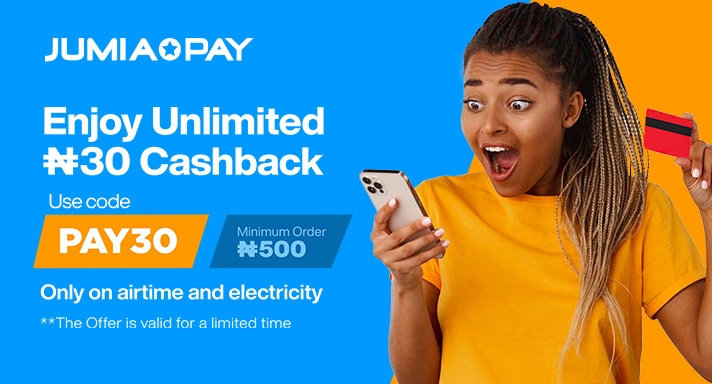 JUMIA PAY
Enjoy Unlimited
₦30 Cashback
Use code
PAY30
Minimum Order
₦500
Only on airtime and electricity
**The Offer is valid for a limited time